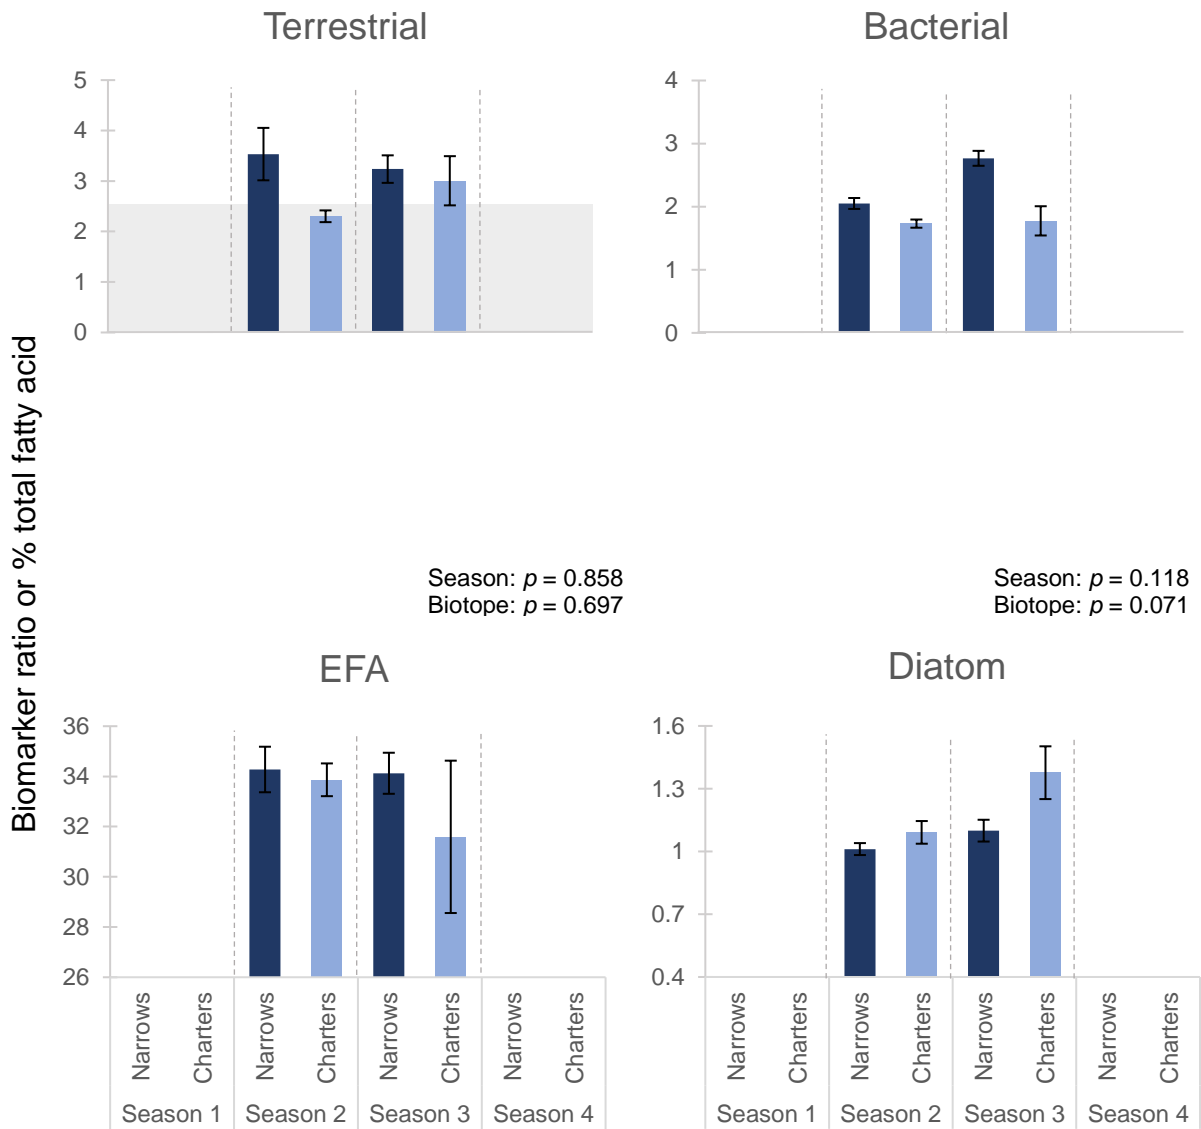 Terrestrial
Bacterial
Biomarker ratio or % total fatty acid
5
4
3
2
1
0
4
3
2
1
0
Season: p = 0.858
Biotope: p = 0.697
Season: p = 0.118
Biotope: p = 0.071
EFA
Diatom
36
34
32
30
28
26
1.6
1.3
1
0.7
0.4
Narrows
Charters
Narrows
Charters
Narrows
Charters
Narrows
Charters
Season 1
Season 2
Season 3
Season 4
Narrows
Charters
Narrows
Charters
Narrows
Charters
Narrows
Charters
Season 1
Season 2
Season 3
Season 4